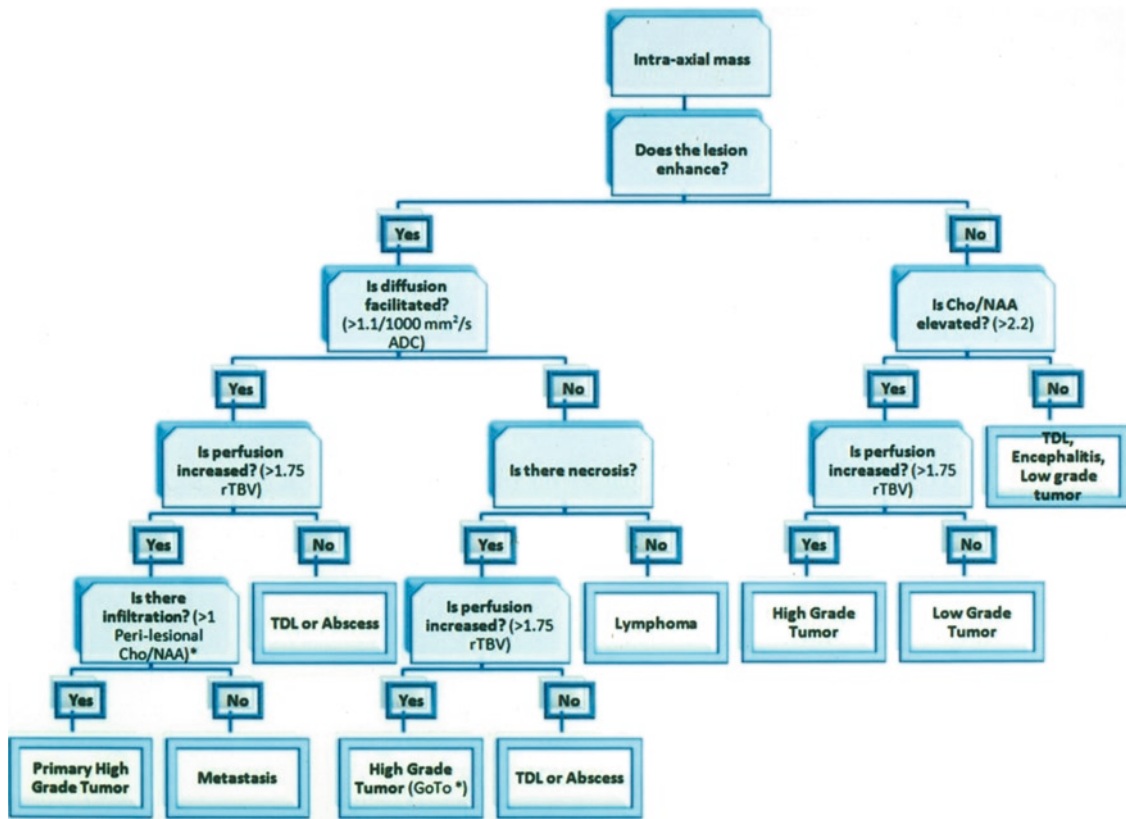 Intra-axial mass
Does the lesion
enhance?
Yes
No
Is diffusion
facilitated?
(>1.1/1000 mm²/s
ADC)
Is Cho/NAA
elevated? (>2.2)
Yes
No
Yes
No
Is perfusion
increased? (>1.75
rTBV)
Is there necrosis?
Is perfusion
increased? (>1.75
rTBV)
TDL,
Encephalitis,
Low grade
tumor
Yes
No
Yes
No
Yes
No
Is there
infiltration? (>1
Peri-lesional
Cho/NAA)*
TDL or Abscess
Is perfusion
increased? (>1.75
rTBV)
Lymphoma
High Grade
Tumor
Low Grade
Tumor
Yes
No
Yes
No
Primary High
Grade Tumor
Metastasis
High Grade
Tumor (GoTo *)
TDL or Abscess